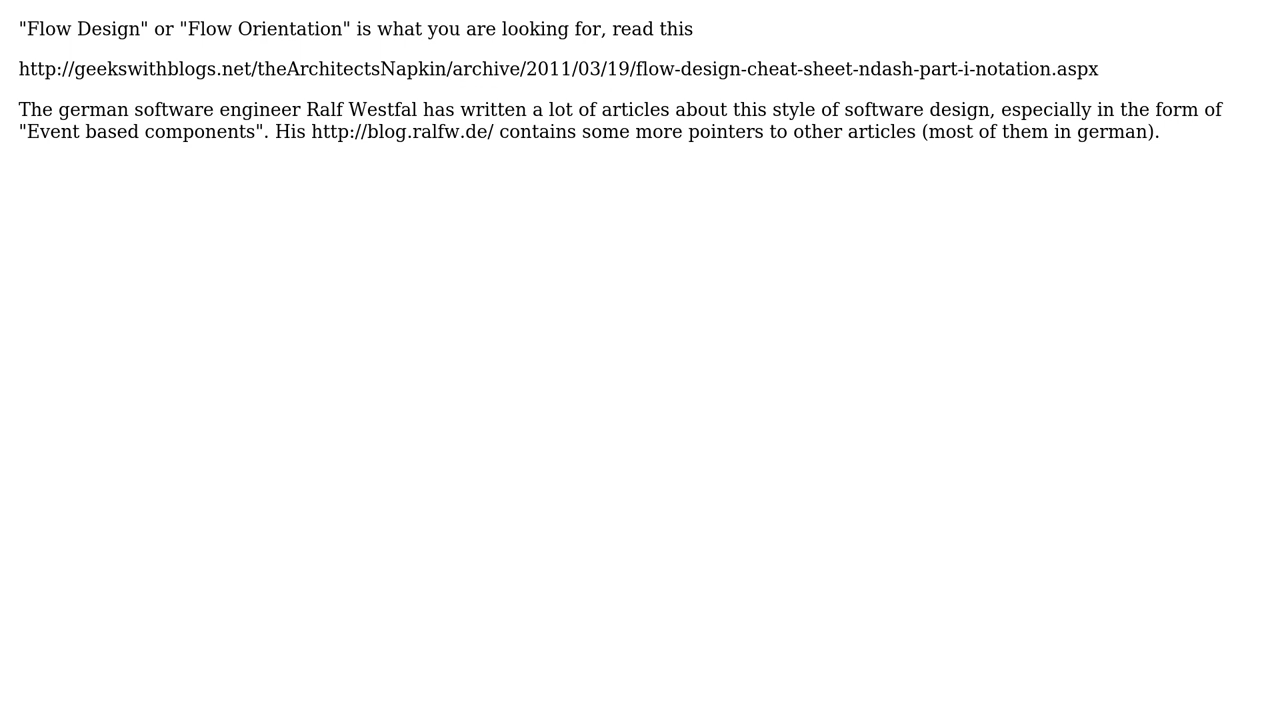 "Flow Design" or "Flow Orientation" is what you are looking for, read this
http://geekswithblogs.net/theArchitectsNapkin/archive/2011/03/19/flow-design-cheat-sheet-ndash-part-i-notation.aspx
The german software engineer Ralf Westfal has written a lot of articles about this style of software design, especially in the form of
"Event based components". His http://blog.ralfw.de/ contains some more pointers to other articles (most of them in german).